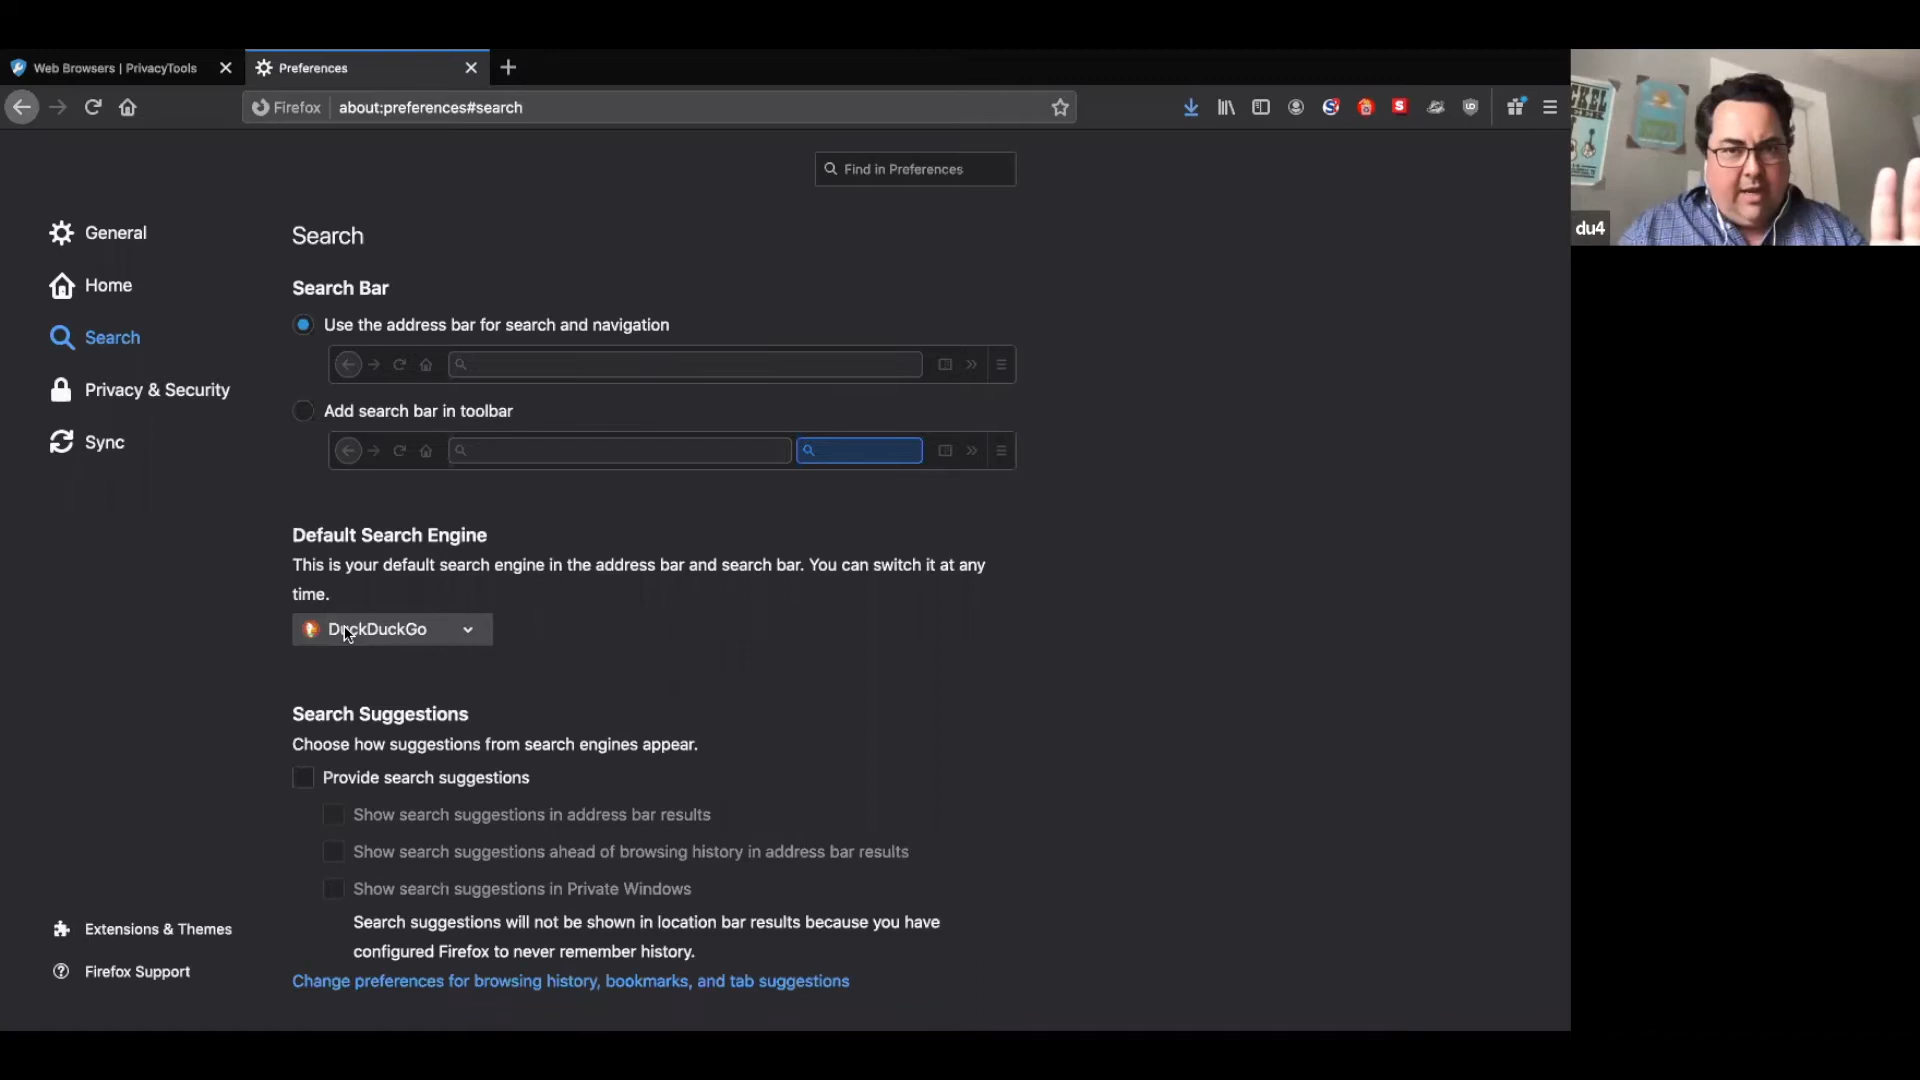 Web Browsers | PrivacyTools
Preferences
Firefox
about:preferences#search
Find in Preferences
General
Home
Search
Privacy & Security
Sync
Extensions & Themes
Firefox Support
Search
Search Bar
Use the address bar for search and navigation
Add search bar in toolbar
Default Search Engine
This is your default search engine in the address bar and search bar. You can switch it at any
time.
DuckDuckGo
Search Suggestions
Choose how suggestions from search engines appear.
Provide search suggestions
Show search suggestions in address bar results
Show search suggestions ahead of browsing history in address bar results
Show search suggestions in Private Windows
Search suggestions will not be shown in location bar results because you have
configured Firefox to never remember history.
Change preferences for browsing history, bookmarks, and tab suggestions
du4